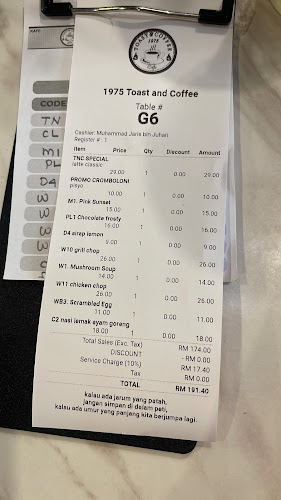 TOAST & COFFEE
1975
Cafe
1975 Toast and Coffee
Table #
G6
Cashier: Muhammad Jaris bin Juhari
Register #: 1
Item Price Qty Discount Amount
TNC SPECIAL
latte classic
29.00 1 0.00 29.00
PROMO CROMBOLONI
pisyo
10.00 1 0.00 10.00
M1. Pink Sunset
15.00 1 0.00 15.00
PL1 Chocolate frosty
16.00 1 0.00 16.00
D4 airap lemon
9.00 1 0.00 9.00
W10 grill chop
26.00 1 0.00 26.00
W1. Mushroom Soup
14.00 1 0.00 14.00
W11 chicken chop
26.00 1 0.00 26.00
WB3. Scrambled Egg
11.00 1 0.00 11.00
C2 nasi lemak ayam goreng
18.00 1 0.00 18.00
Total Sales (Exc. Tax) RM 174.00
DISCOUNT - RM 0.00
Service Charge (10%) RM 17.40
Tax RM 0.00
TOTAL RM 191.40
kalau ada jarum yang patah,
jangan simpan di dalam peti,
kalau ada umur yang panjang kita berjumpa lagi.
CODE
TN
CL
MI
PL
D4
W
W
W
W